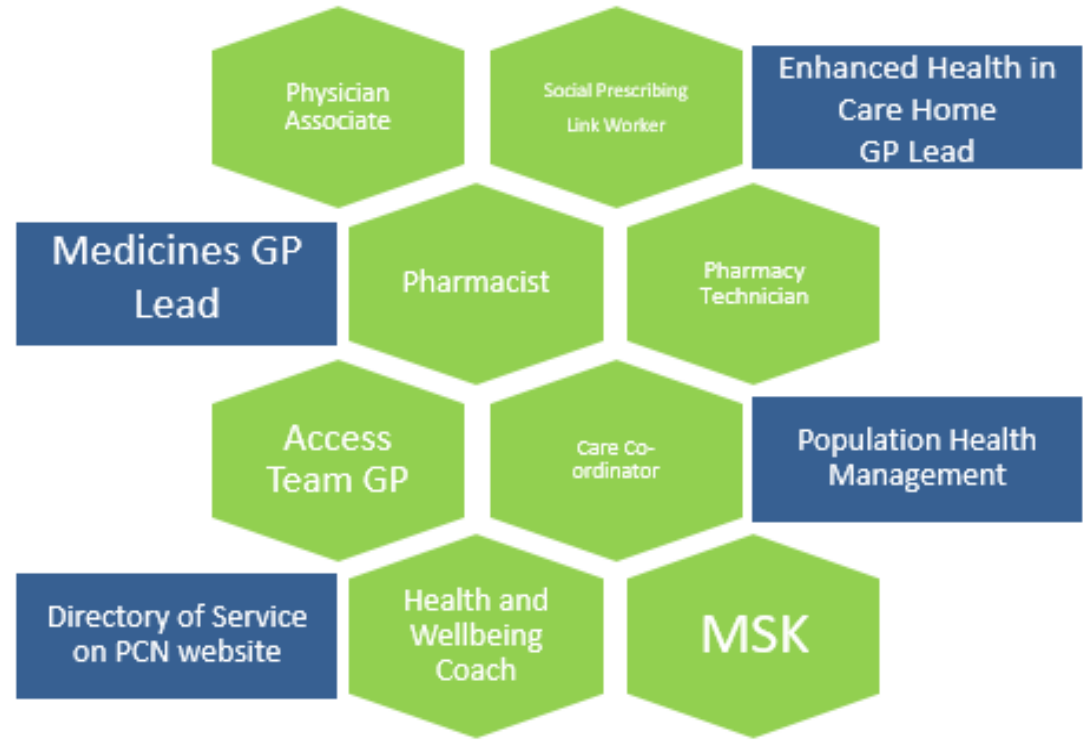 Physician
Associate
Social Prescribing
Link Worker
Enhanced Health in
Care Home
GP Lead
Medicines GP
Lead
Pharmacist
Pharmacy
Technician
Access
Team GP
Care Co-
ordinator
Population Health
Management
Directory of Service
on PCN website
Health and
Wellbeing
Coach
MSK